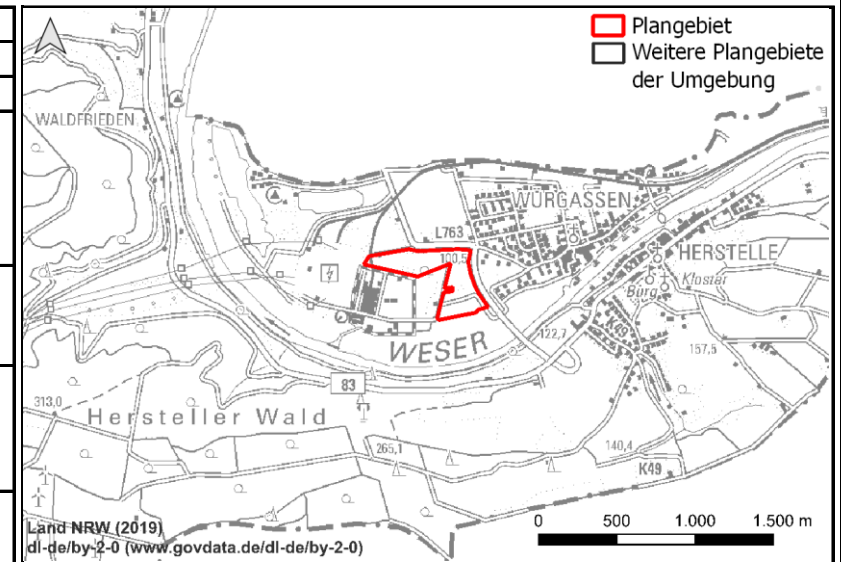 Plangebiet
Weitere Plangebiete
der Umgebung
WALDFRIEDEN
WÜRGASSEN
L763
100,5
HERSTELLE
Burg
Kloster
WESER
122,7
K49
157,5
83
313,0
Hersteller Wald
265,1
140,4
K49
Land NRW (2019)
dl-de/by-2-0 (www.govdata.de/dl-de/by-2-0)
0 500 1.000 1.500 m